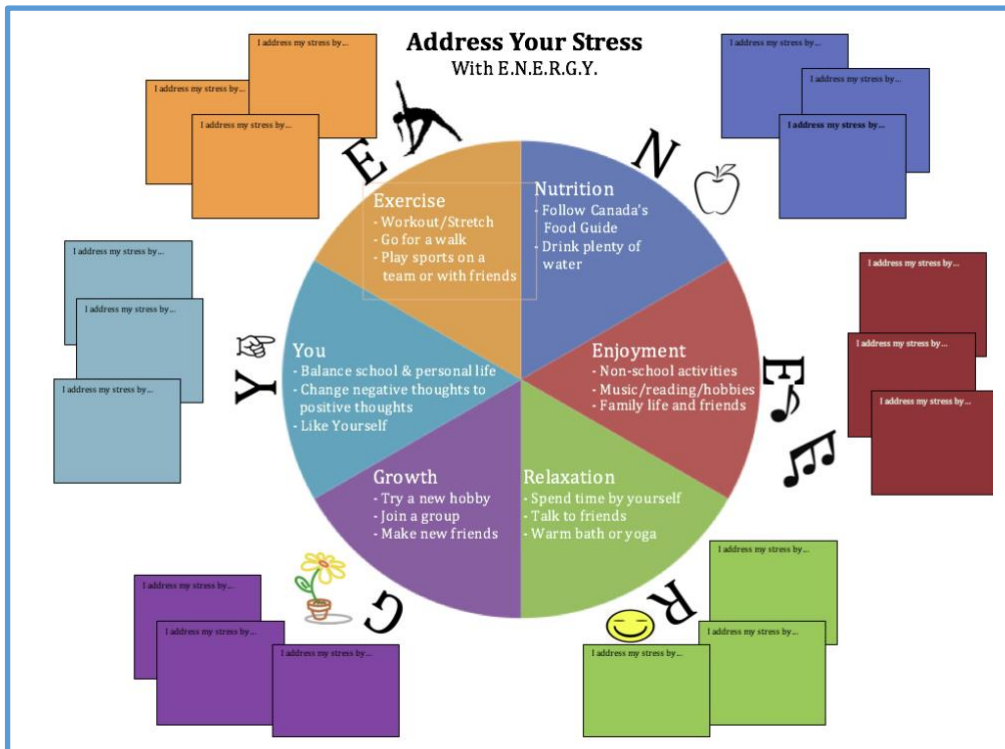 Address Your Stress
With E.N.E.R.G.Y.
I address my stress by...
I address my stress by...
I address my stress by...
E
Exercise
- Workout/Stretch
- Go for a walk
- Play sports on a
team or with friends
I address my stress by...
I address my stress by...
I address my stress by...
N
Nutrition
- Follow Canada's
Food Guide
- Drink plenty of
water
I address my stress by...
I address my stress by...
I address my stress by...
E
Enjoyment
- Non-school activities
- Music/reading/hobbies
- Family life and friends
I address my stress by...
I address my stress by...
I address my stress by...
R
Relaxation
- Spend time by yourself
- Talk to friends
- Warm bath or yoga
I address my stress by...
I address my stress by...
I address my stress by...
G
Growth
- Try a new hobby
- Join a group
- Make new friends
I address my stress by...
I address my stress by...
I address my stress by...
Y
You
- Balance school & personal life
- Change negative thoughts to
positive thoughts
- Like Yourself